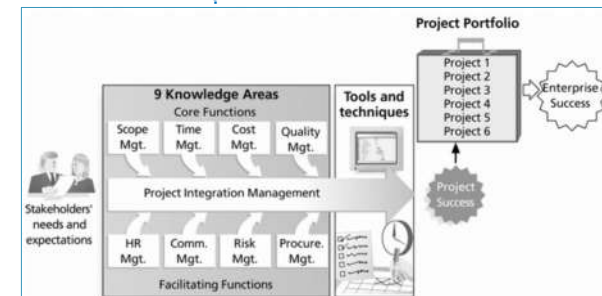 Project Portfolio
Project 1
Project 2
Project 3
Project 4
Project 5
Project 6
Enterprise
Success
9 Knowledge Areas
Core Functions
Tools and
techniques
Scope
Mgt.
Time
Mgt.
Cost
Mgt.
Quality
Mgt.
Project Integration Management
Stakeholders'
needs and
expectations
Project
Success
HR
Mgt.
Comm.
Mgt.
Risk
Mgt.
Procure.
Mgt.
Facilitating Functions